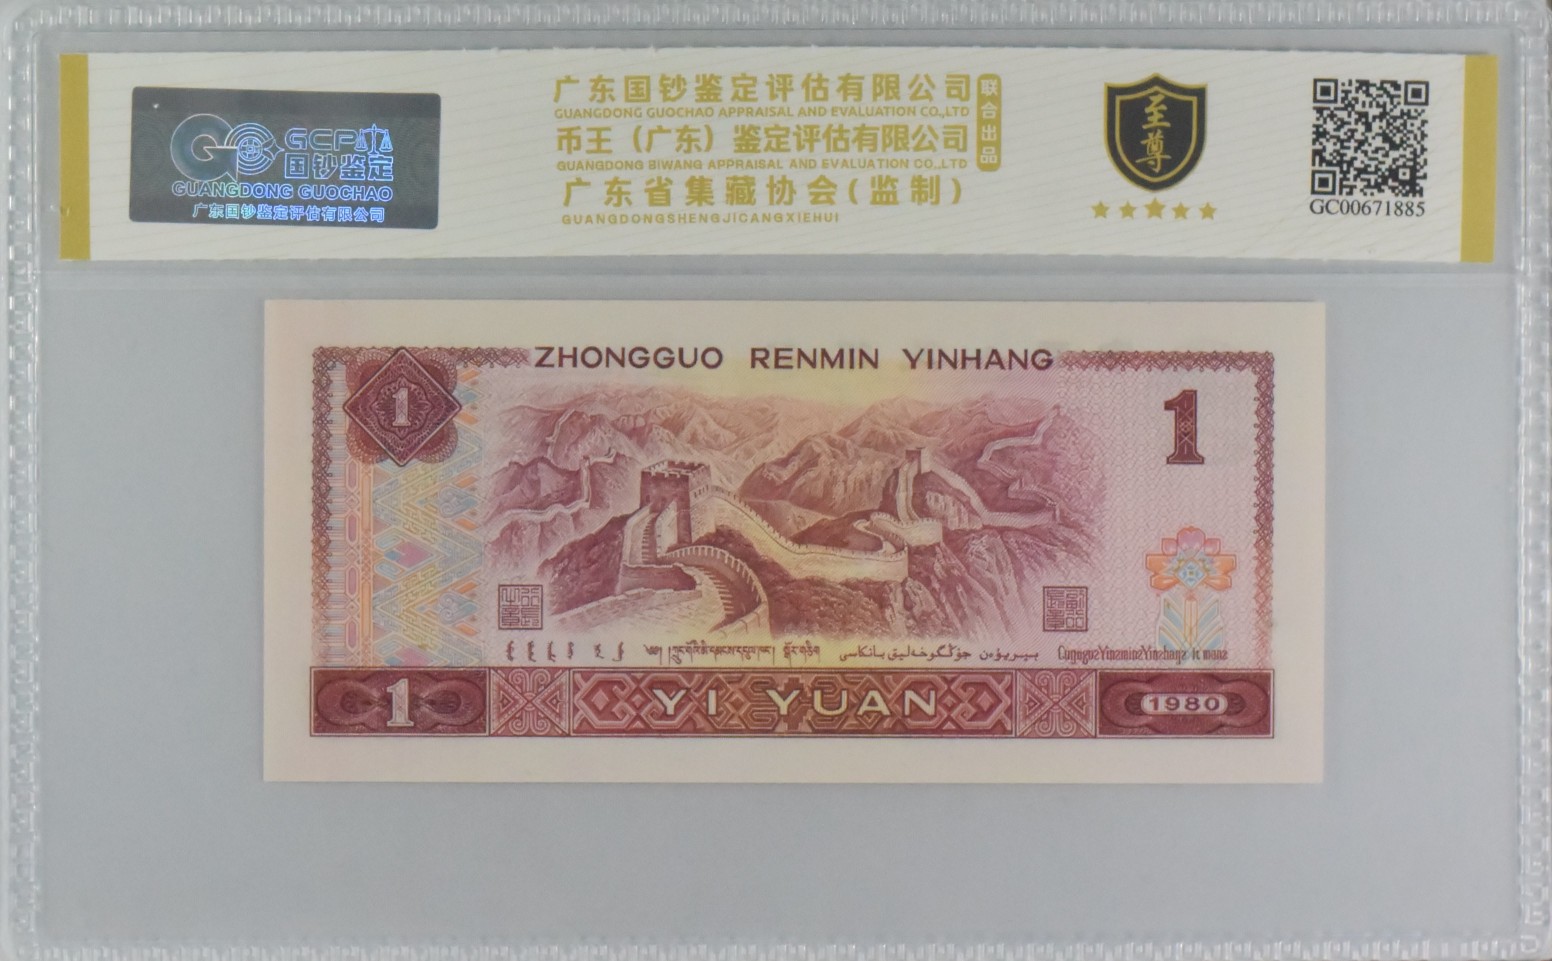 广东国钞鉴定评估有限公司
GUANGDONG GUOCHAO APPRAISAL AND EVALUATION CO.,LTD
币王（广东）鉴定评估有限公司
GUANGDONG BIWANG APPRAISAL AND EVALUATION CO.,LTD
联合出品
广东省集藏协会(监制)
GUANGDONGSHENGJICANGXIEHUI
GCP
国钞鉴定
GUANGDONG GUOCHAO
广东国钞鉴定评估有限公司
至尊
GC00671885
ZHONGGUO RENMIN YINHANG
1
1
1
YI YUAN
1980